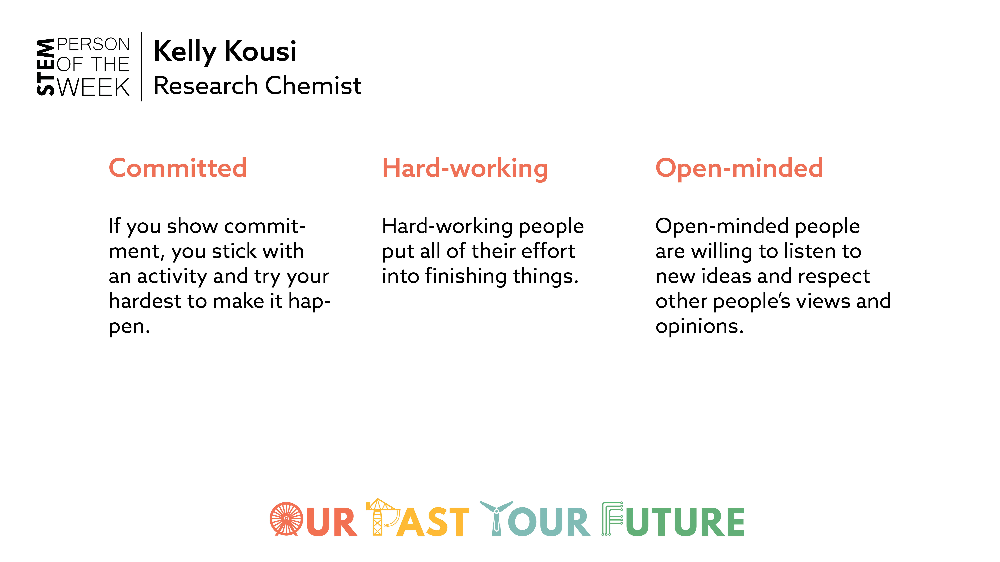 STEM
PERSON
OF THE
WEEK
Kelly Kousi
Research Chemist
Committed
If you show commit-
ment, you stick with
an activity and try your
hardest to make it hap-
pen.
Hard-working
Hard-working people
put all of their effort
into finishing things.
Open-minded
Open-minded people
are willing to listen to
new ideas and respect
other people’s views and
opinions.
OUR PAST YOUR FUTURE